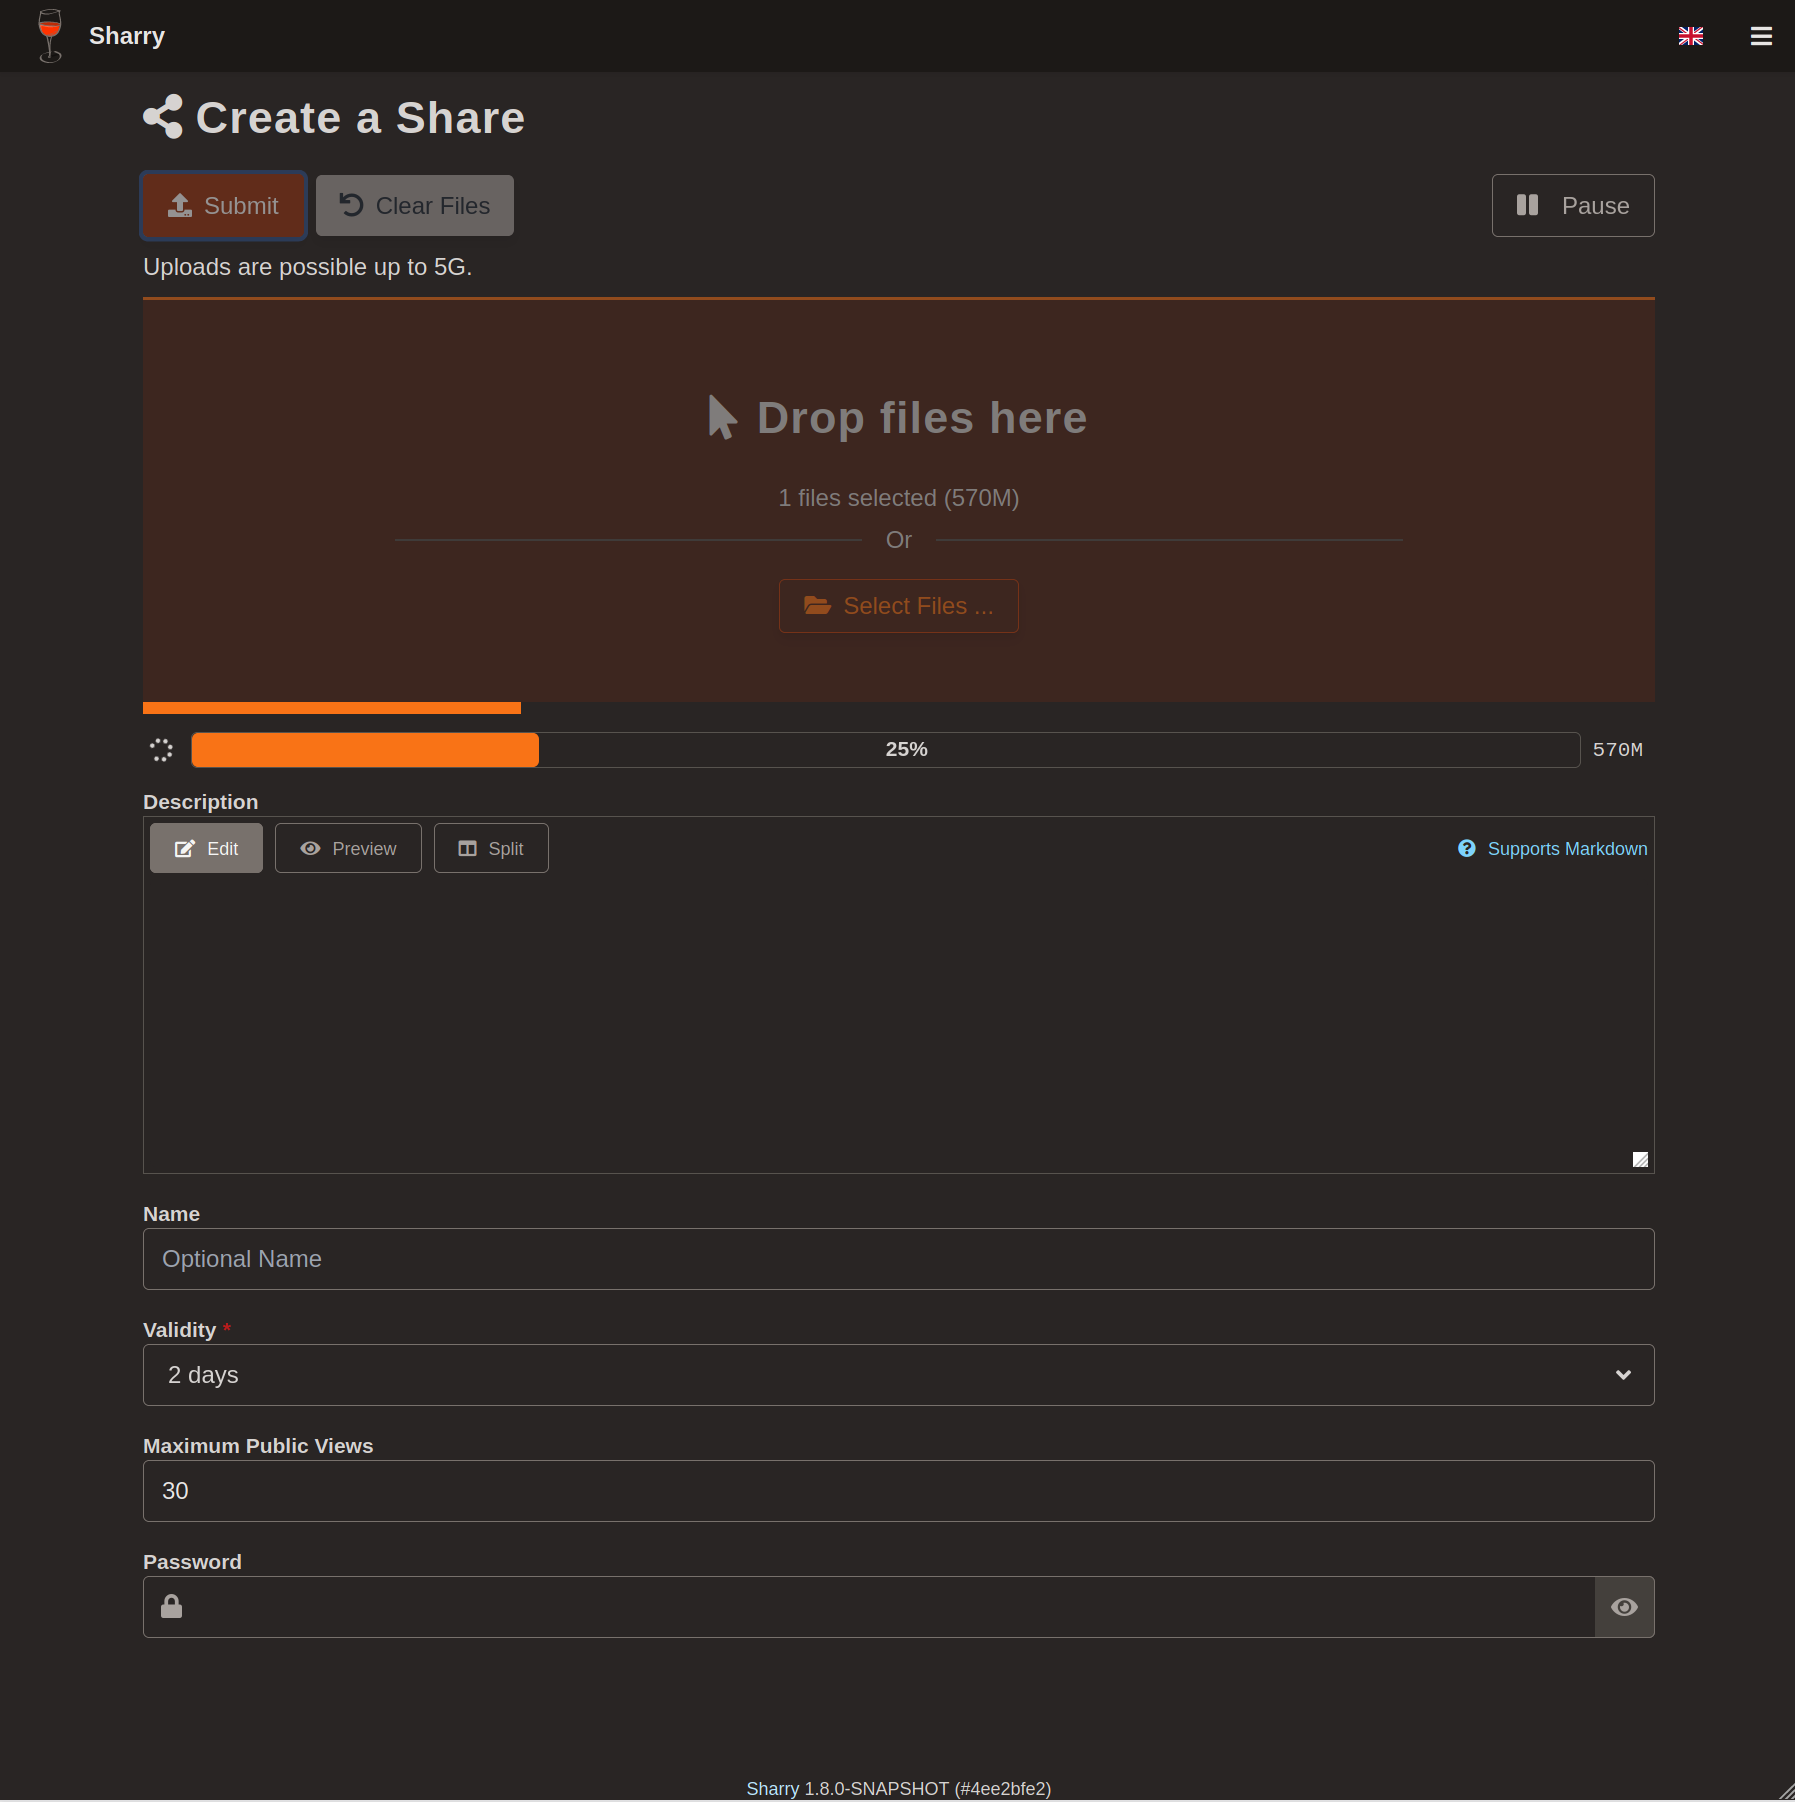 Sharry
Create a Share
Submit
Clear Files
Pause
Uploads are possible up to 5G.
Drop files here
1 files selected (570M)
Or
Select Files ...
25%
570M
Description
Edit
Preview
Split
Supports Markdown
Name
Optional Name
Validity *
2 days
Maximum Public Views
30
Password
Sharry 1.8.0-SNAPSHOT (#4ee2bfe2)